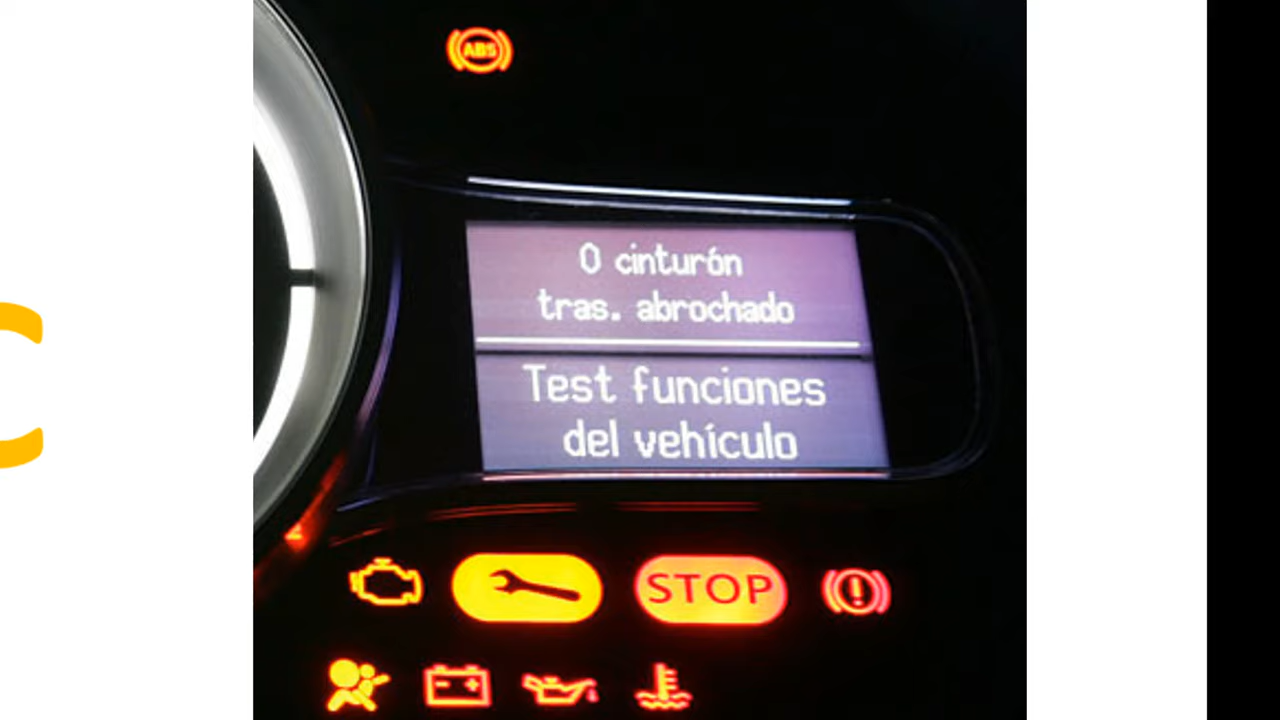 ABS
0 cinturón
tras. abrochado
Test funciones
del vehículo
STOP